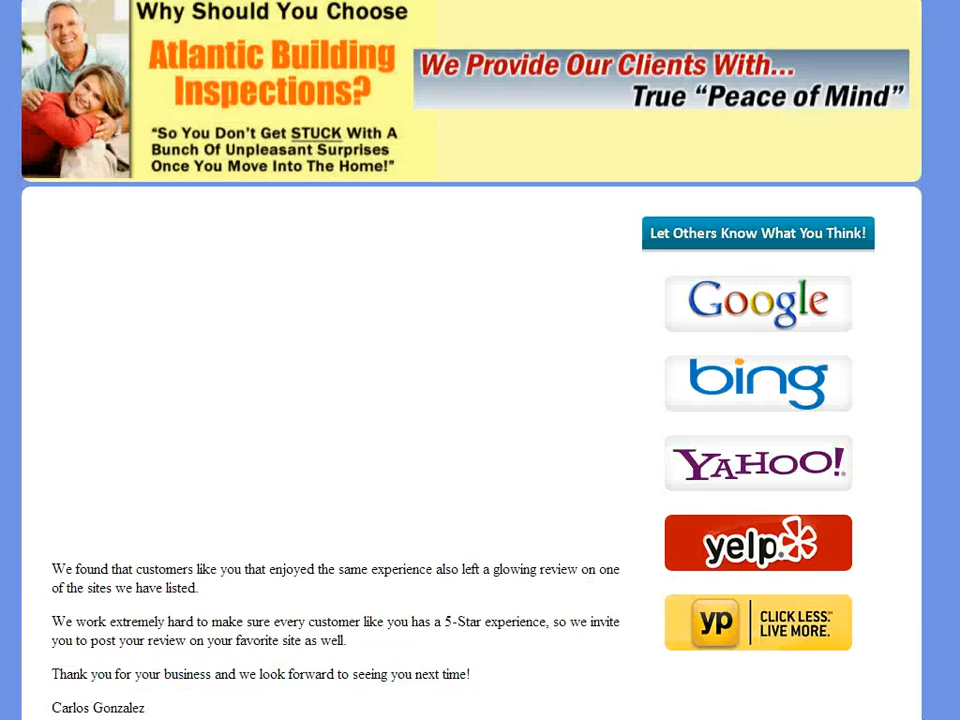 Why Should You Choose
Atlantic Building
Inspections?
"So You Don't Get STUCK With A
Bunch Of Unpleasant Surprises
Once You Move Into The Home!"
We Provide Our Clients With...
True "Peace of Mind"
Let Others Know What You Think!
Google
bing
YAHOO!
yelp
yp CLICK LESS.
LIVE MORE.
We found that customers like you that enjoyed the same experience also left a glowing review on one
of the sites we have listed.
We work extremely hard to make sure every customer like you has a 5-Star experience, so we invite
you to post your review on your favorite site as well.
Thank you for your business and we look forward to seeing you next time!
Carlos Gonzalez